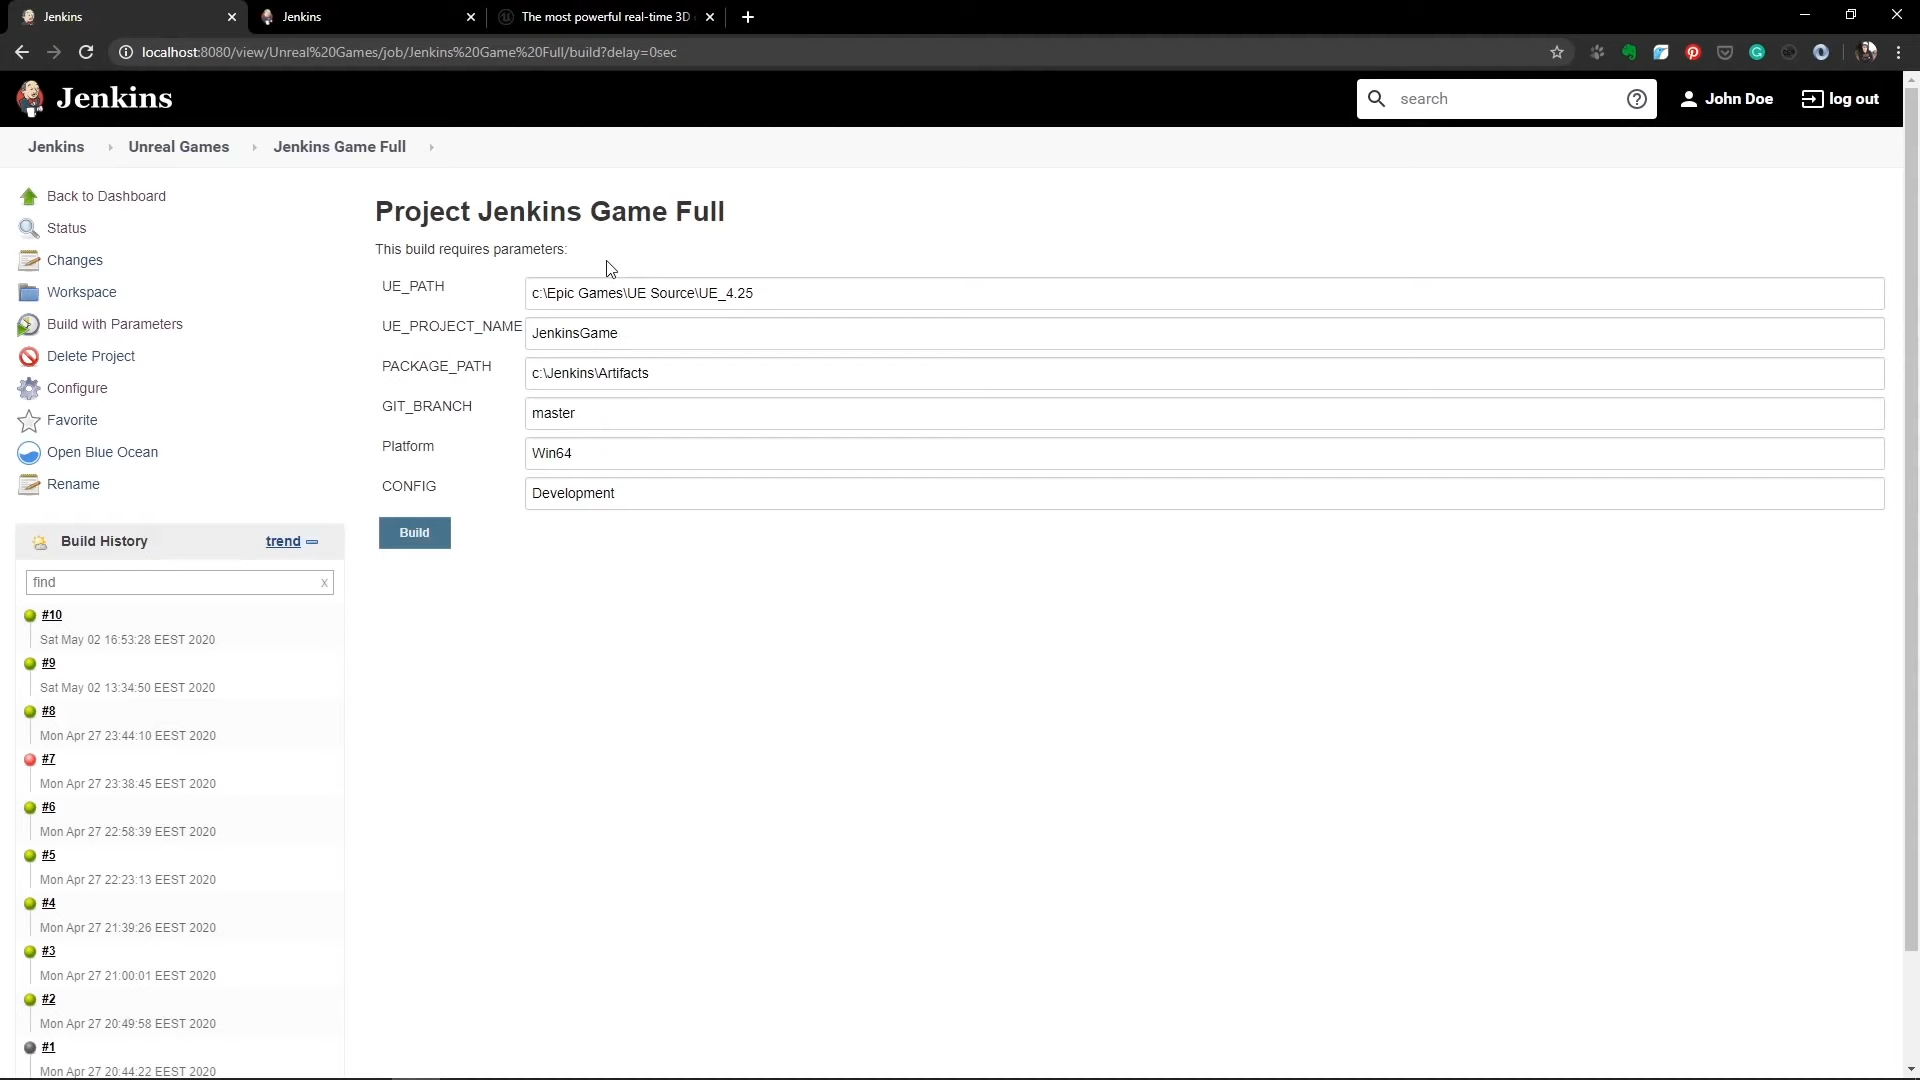 Jenkins
Jenkins
The most powerful real-time 3D
localhost:8080/view/Unreal%20Games/job/Jenkins%20Game%20Full/build?delay=0sec
Jenkins
search
John Doe
log out
Jenkins
Unreal Games
Jenkins Game Full
Back to Dashboard
Status
Changes
Workspace
Build with Parameters
Delete Project
Configure
Favorite
Open Blue Ocean
Rename
Project Jenkins Game Full
This build requires parameters:
UE_PATH
c:\Epic Games\UE Source\UE_4.25
UE_PROJECT_NAME
JenkinsGame
PACKAGE_PATH
c:\Jenkins\Artifacts
GIT_BRANCH
master
Platform
Win64
CONFIG
Development
Build
Build History
trend
find
x
#10
Sat May 02 16:53:28 EEST 2020
#9
Sat May 02 13:34:50 EEST 2020
#8
Mon Apr 27 23:44:10 EEST 2020
#7
Mon Apr 27 23:38:45 EEST 2020
#6
Mon Apr 27 22:58:39 EEST 2020
#5
Mon Apr 27 22:23:13 EEST 2020
#4
Mon Apr 27 21:39:26 EEST 2020
#3
Mon Apr 27 21:00:01 EEST 2020
#2
Mon Apr 27 20:49:58 EEST 2020
#1
Mon Apr 27 20:44:22 EEST 2020